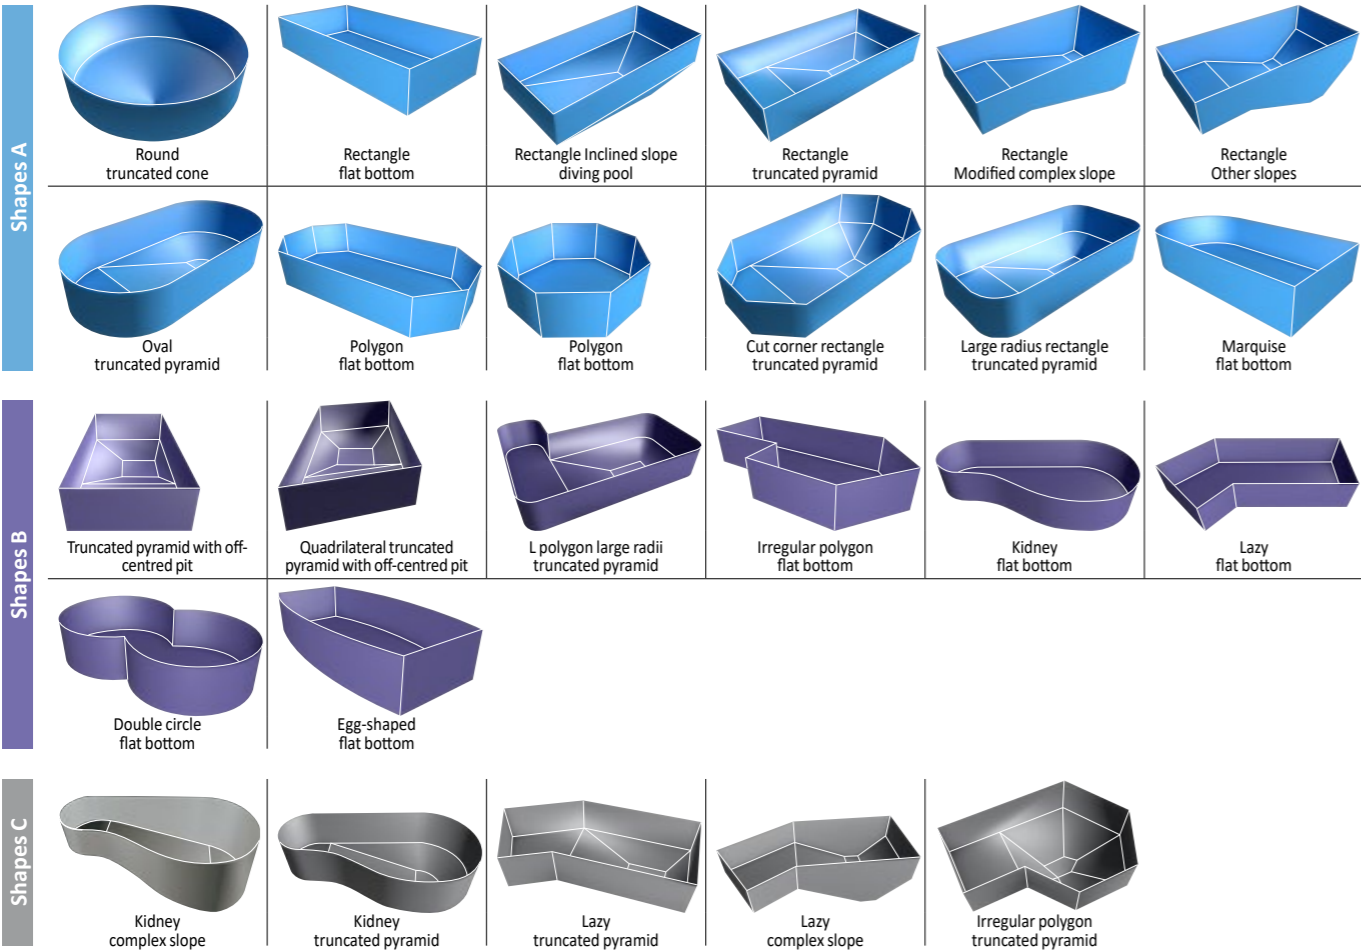 Shapes A
Round
truncated cone
Rectangle
flat bottom
Rectangle Inclined slope
diving pool
Rectangle
truncated pyramid
Rectangle
Modified complex slope
Rectangle
Other slopes
Oval
truncated pyramid
Polygon
flat bottom
Polygon
flat bottom
Cut corner rectangle
truncated pyramid
Large radius rectangle
truncated pyramid
Marquise
flat bottom
Shapes B
Truncated pyramid with off-
centred pit
Quadrilateral truncated
pyramid with off-centred pit
L polygon large radii
truncated pyramid
Irregular polygon
flat bottom
Kidney
flat bottom
Lazy
flat bottom
Double circle
flat bottom
Egg-shaped
flat bottom
Shapes C
Kidney
complex slope
Kidney
truncated pyramid
Lazy
truncated pyramid
Lazy
complex slope
Irregular polygon
truncated pyramid